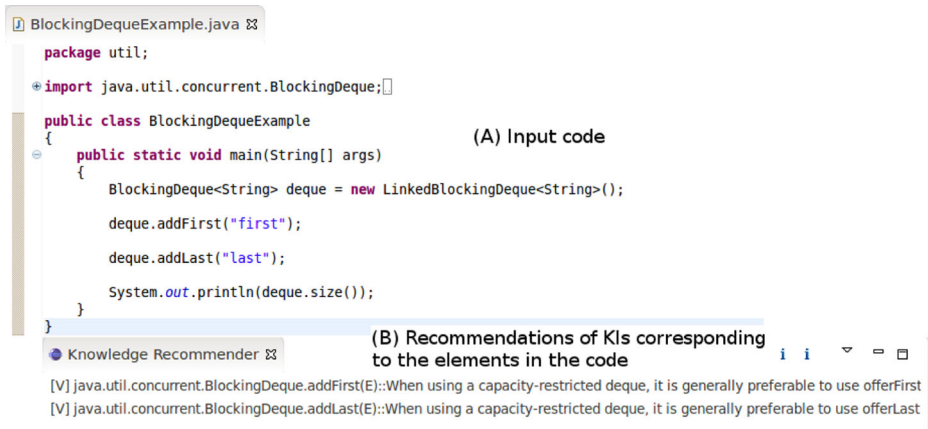 BlockingDequeExample.java
package util;
import java.util.concurrent.BlockingDeque;
public class BlockingDequeExample
{
(A) Input code
public static void main(String[] args)
{
BlockingDeque<String> deque = new LinkedBlockingDeque<String>();
deque.addFirst("first");
deque.addLast("last");
System.out.println(deque.size());
}
}
(B) Recommendations of KIs corresponding
to the elements in the code
Knowledge Recommender
[V] java.util.concurrent.BlockingDeque.addFirst(E)::When using a capacity-restricted deque, it is generally preferable to use offerFirst
[V] java.util.concurrent.BlockingDeque.addLast(E)::When using a capacity-restricted deque, it is generally preferable to use offerLast